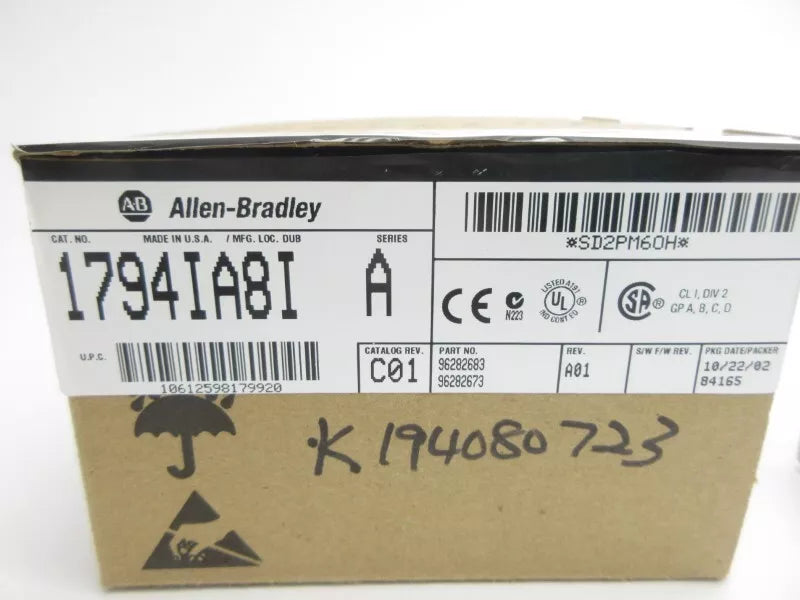 AB Allen-Bradley
*SD2PM60H*
CAT. NO. MADE IN U.S.A. / MFG. LOC. DUB SERIES
1794IA8I A
CE N223 LISTED A191 UL IND CONT EQ SA CL I, DIV 2
GP A, B, C, D
U.P.C. 10612598179920
CATALOG REV. C01
PART NO. 96282683
96282673
REV. A01
S/W F/W REV.
PKG DATE/PACKER
10/22/02
84165
K194080723